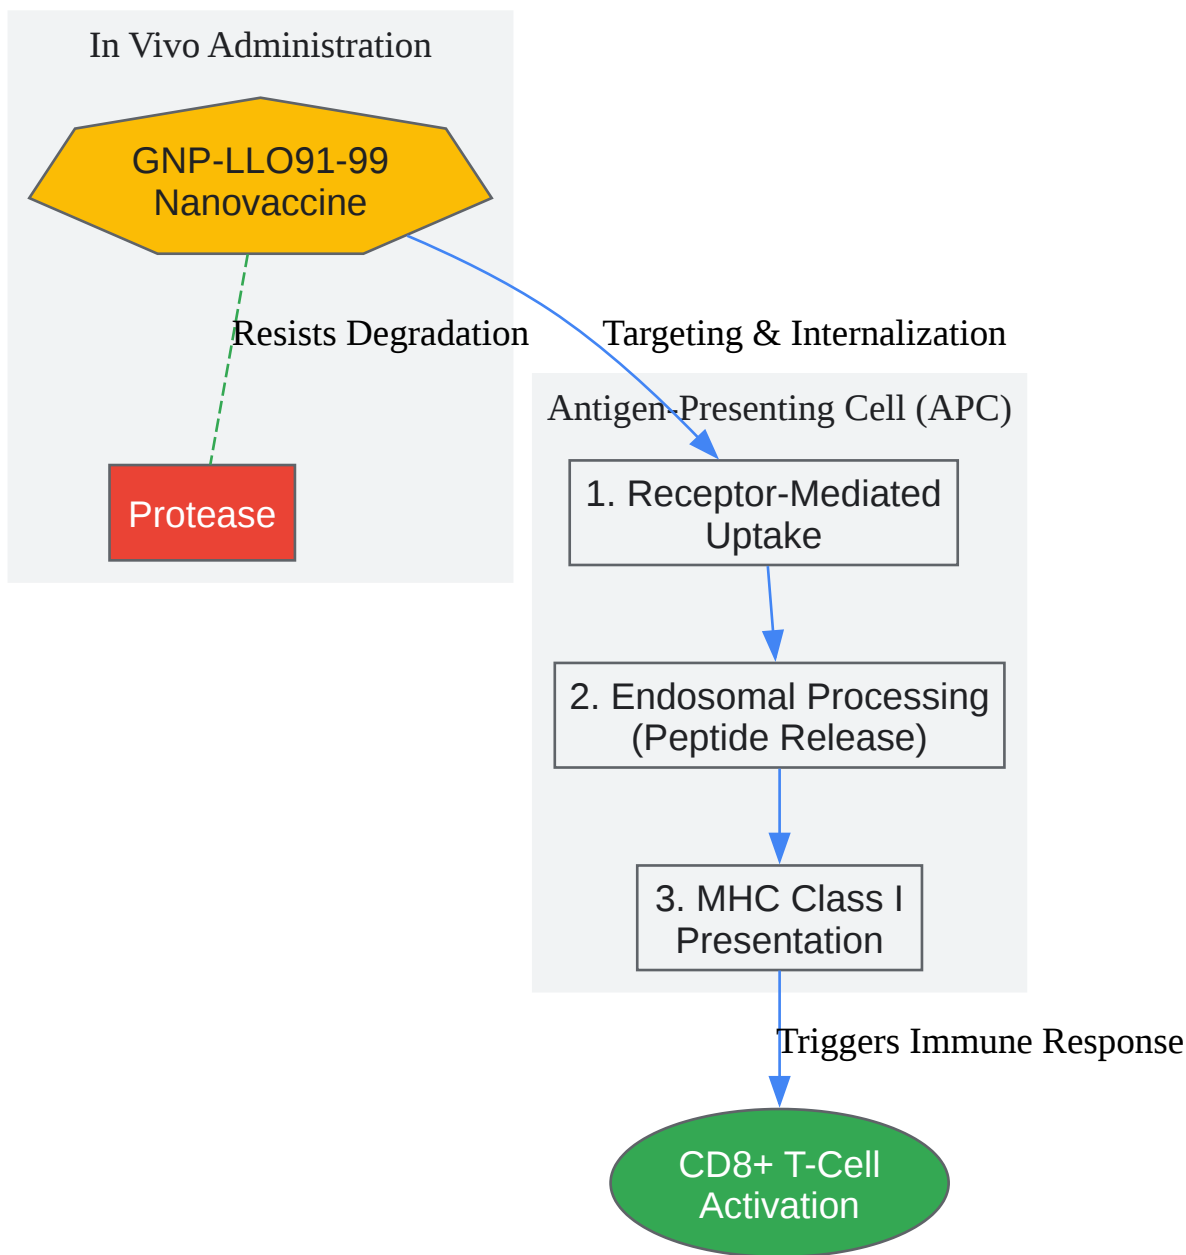 In Vivo Administration
GNP-LLO91-99
Nanovaccine
Resists Degradation
Targeting & Internalization
Protease
Antigen-Presenting Cell (APC)
1. Receptor-Mediated
Uptake
2. Endosomal Processing
(Peptide Release)
3. MHC Class I
Presentation
Triggers Immune Response
CD8+ T-Cell
Activation